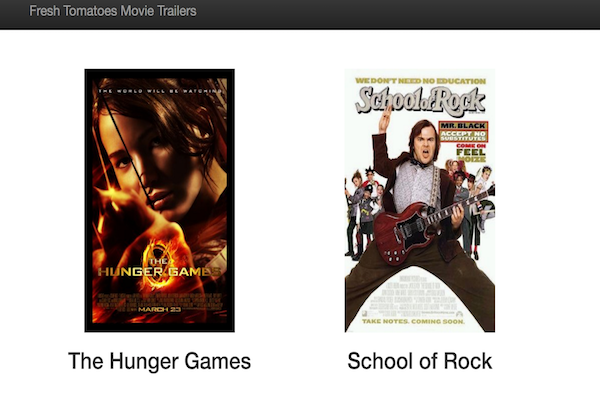 Fresh Tomatoes Movie Trailers
THE WORLD WILL BE WATCHING
THE
HUNGER GAMES
MARCH 23
WE DON'T NEED NO EDUCATION
School of Rock
MR. BLACK
ACCEPT NO
SUBSTITUTES
COME ON
FEEL
NOIZE
TAKE NOTES. COMING SOON.
The Hunger Games
School of Rock